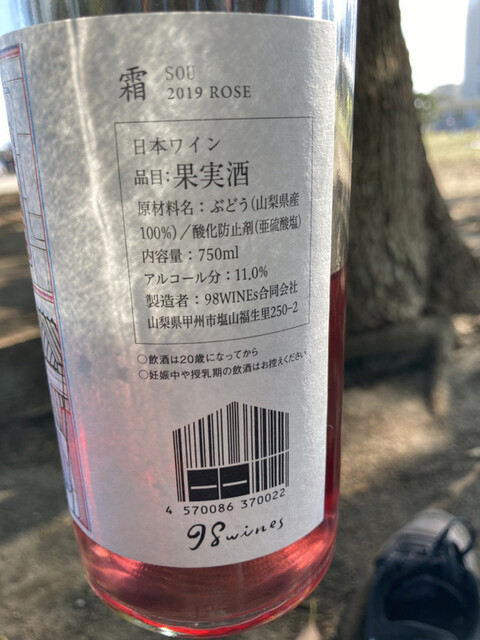 霜 SOU
2019 ROSE
日本ワイン
品目:果実酒
原材料名:ぶどう(山梨県産
100%)／酸化防止剤(亜硫酸塩)
内容量:750ml
アルコール分:11.0%
製造者:98WINEs合同会社
山梨県甲州市塩山福生里250-2
○飲酒は20歳になってから
○妊娠中や授乳期の飲酒はお控えください
4 570086 370022
98wines